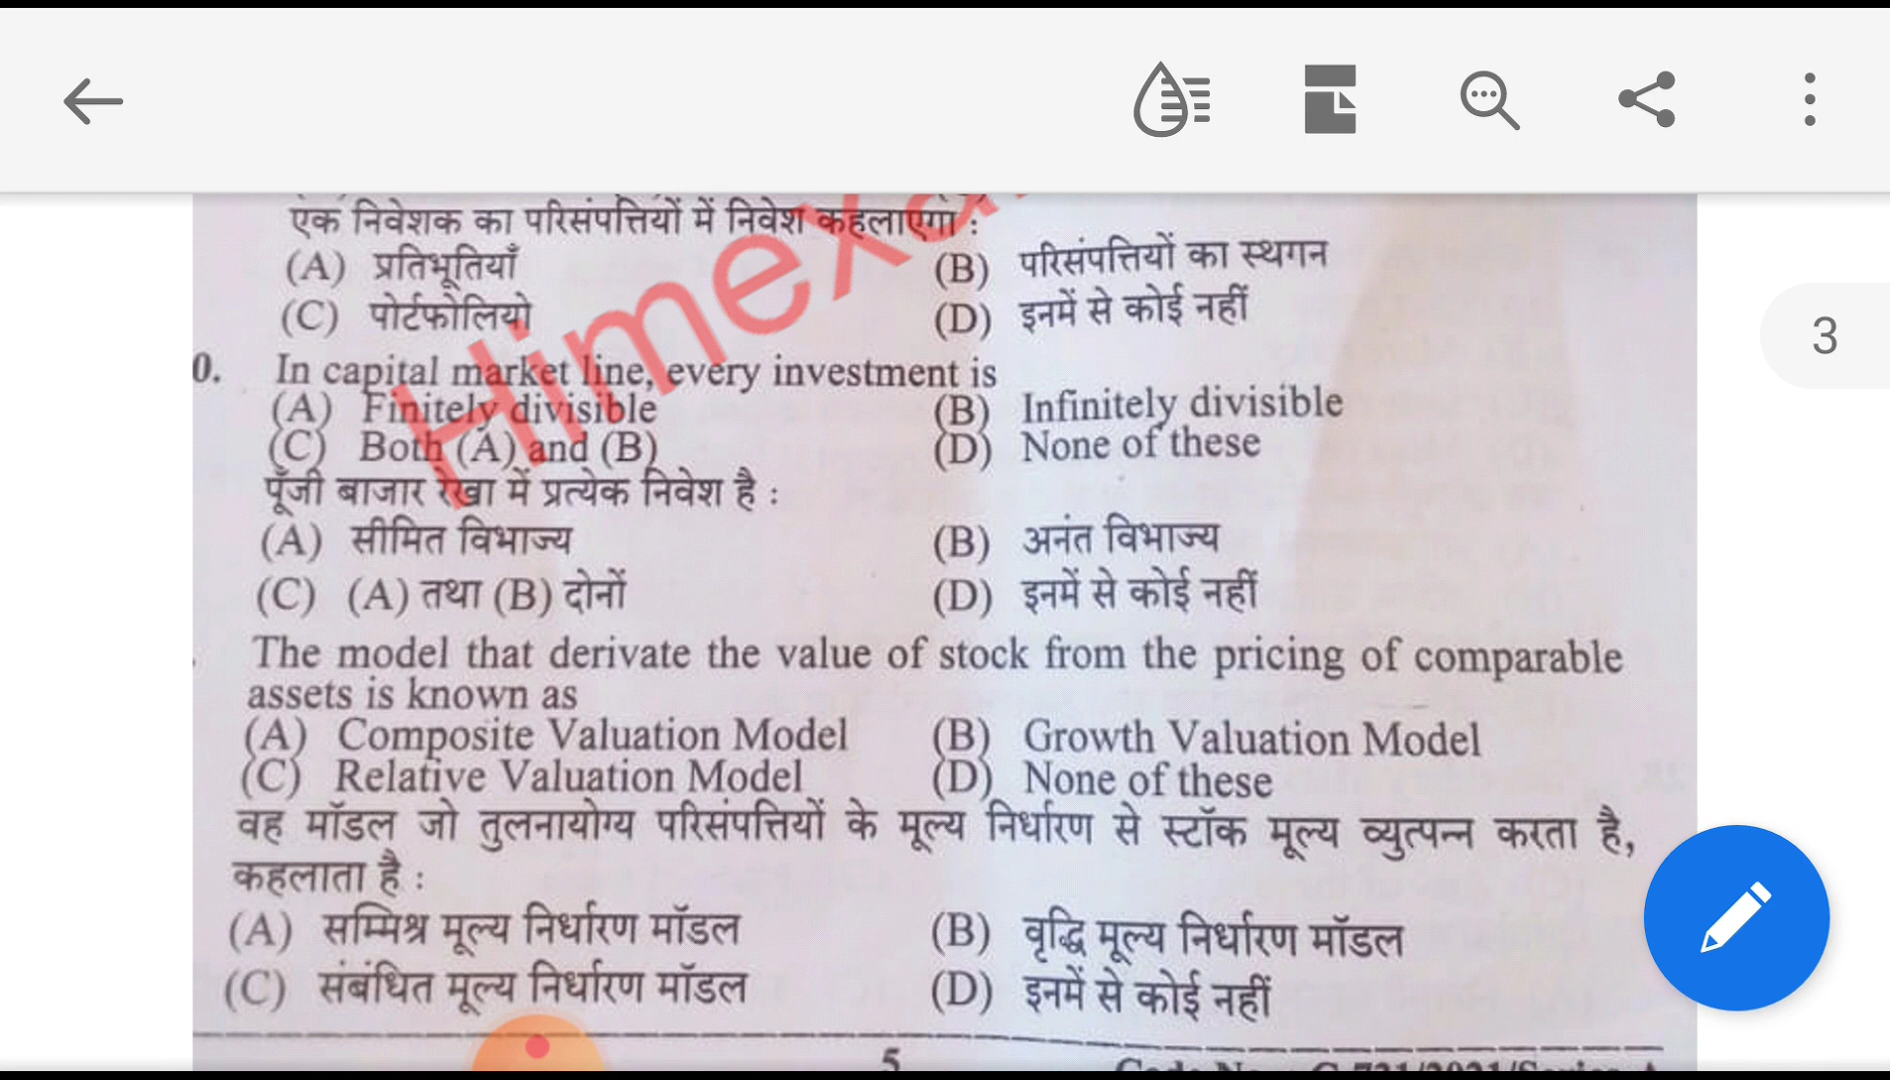 3
एक निवेशक का परिसंपत्तियों में निवेश कहलाएगा :
(A) प्रतिभूतियाँ (B) परिसंपत्तियों का स्थगन
(C) पोर्टफोलियो (D) इनमें से कोई नहीं
0. In capital market line, every investment is
(A) Finitely divisible (B) Infinitely divisible
(C) Both (A) and (B) (D) None of these
पूँजी बाजार रेखा में प्रत्येक निवेश है :
(A) सीमित विभाज्य (B) अनंत विभाज्य
(C) (A) तथा (B) दोनों (D) इनमें से कोई नहीं
The model that derivate the value of stock from the pricing of comparable
assets is known as
(A) Composite Valuation Model (B) Growth Valuation Model
(C) Relative Valuation Model (D) None of these
वह मॉडल जो तुलनायोग्य परिसंपत्तियों के मूल्य निर्धारण से स्टॉक मूल्य व्युत्पन्न करता है,
कहलाता है :
(A) सम्मिश्र मूल्य निर्धारण मॉडल (B) वृद्धि मूल्य निर्धारण मॉडल
(C) संबंधित मूल्य निर्धारण मॉडल (D) इनमें से कोई नहीं
5
Himexa